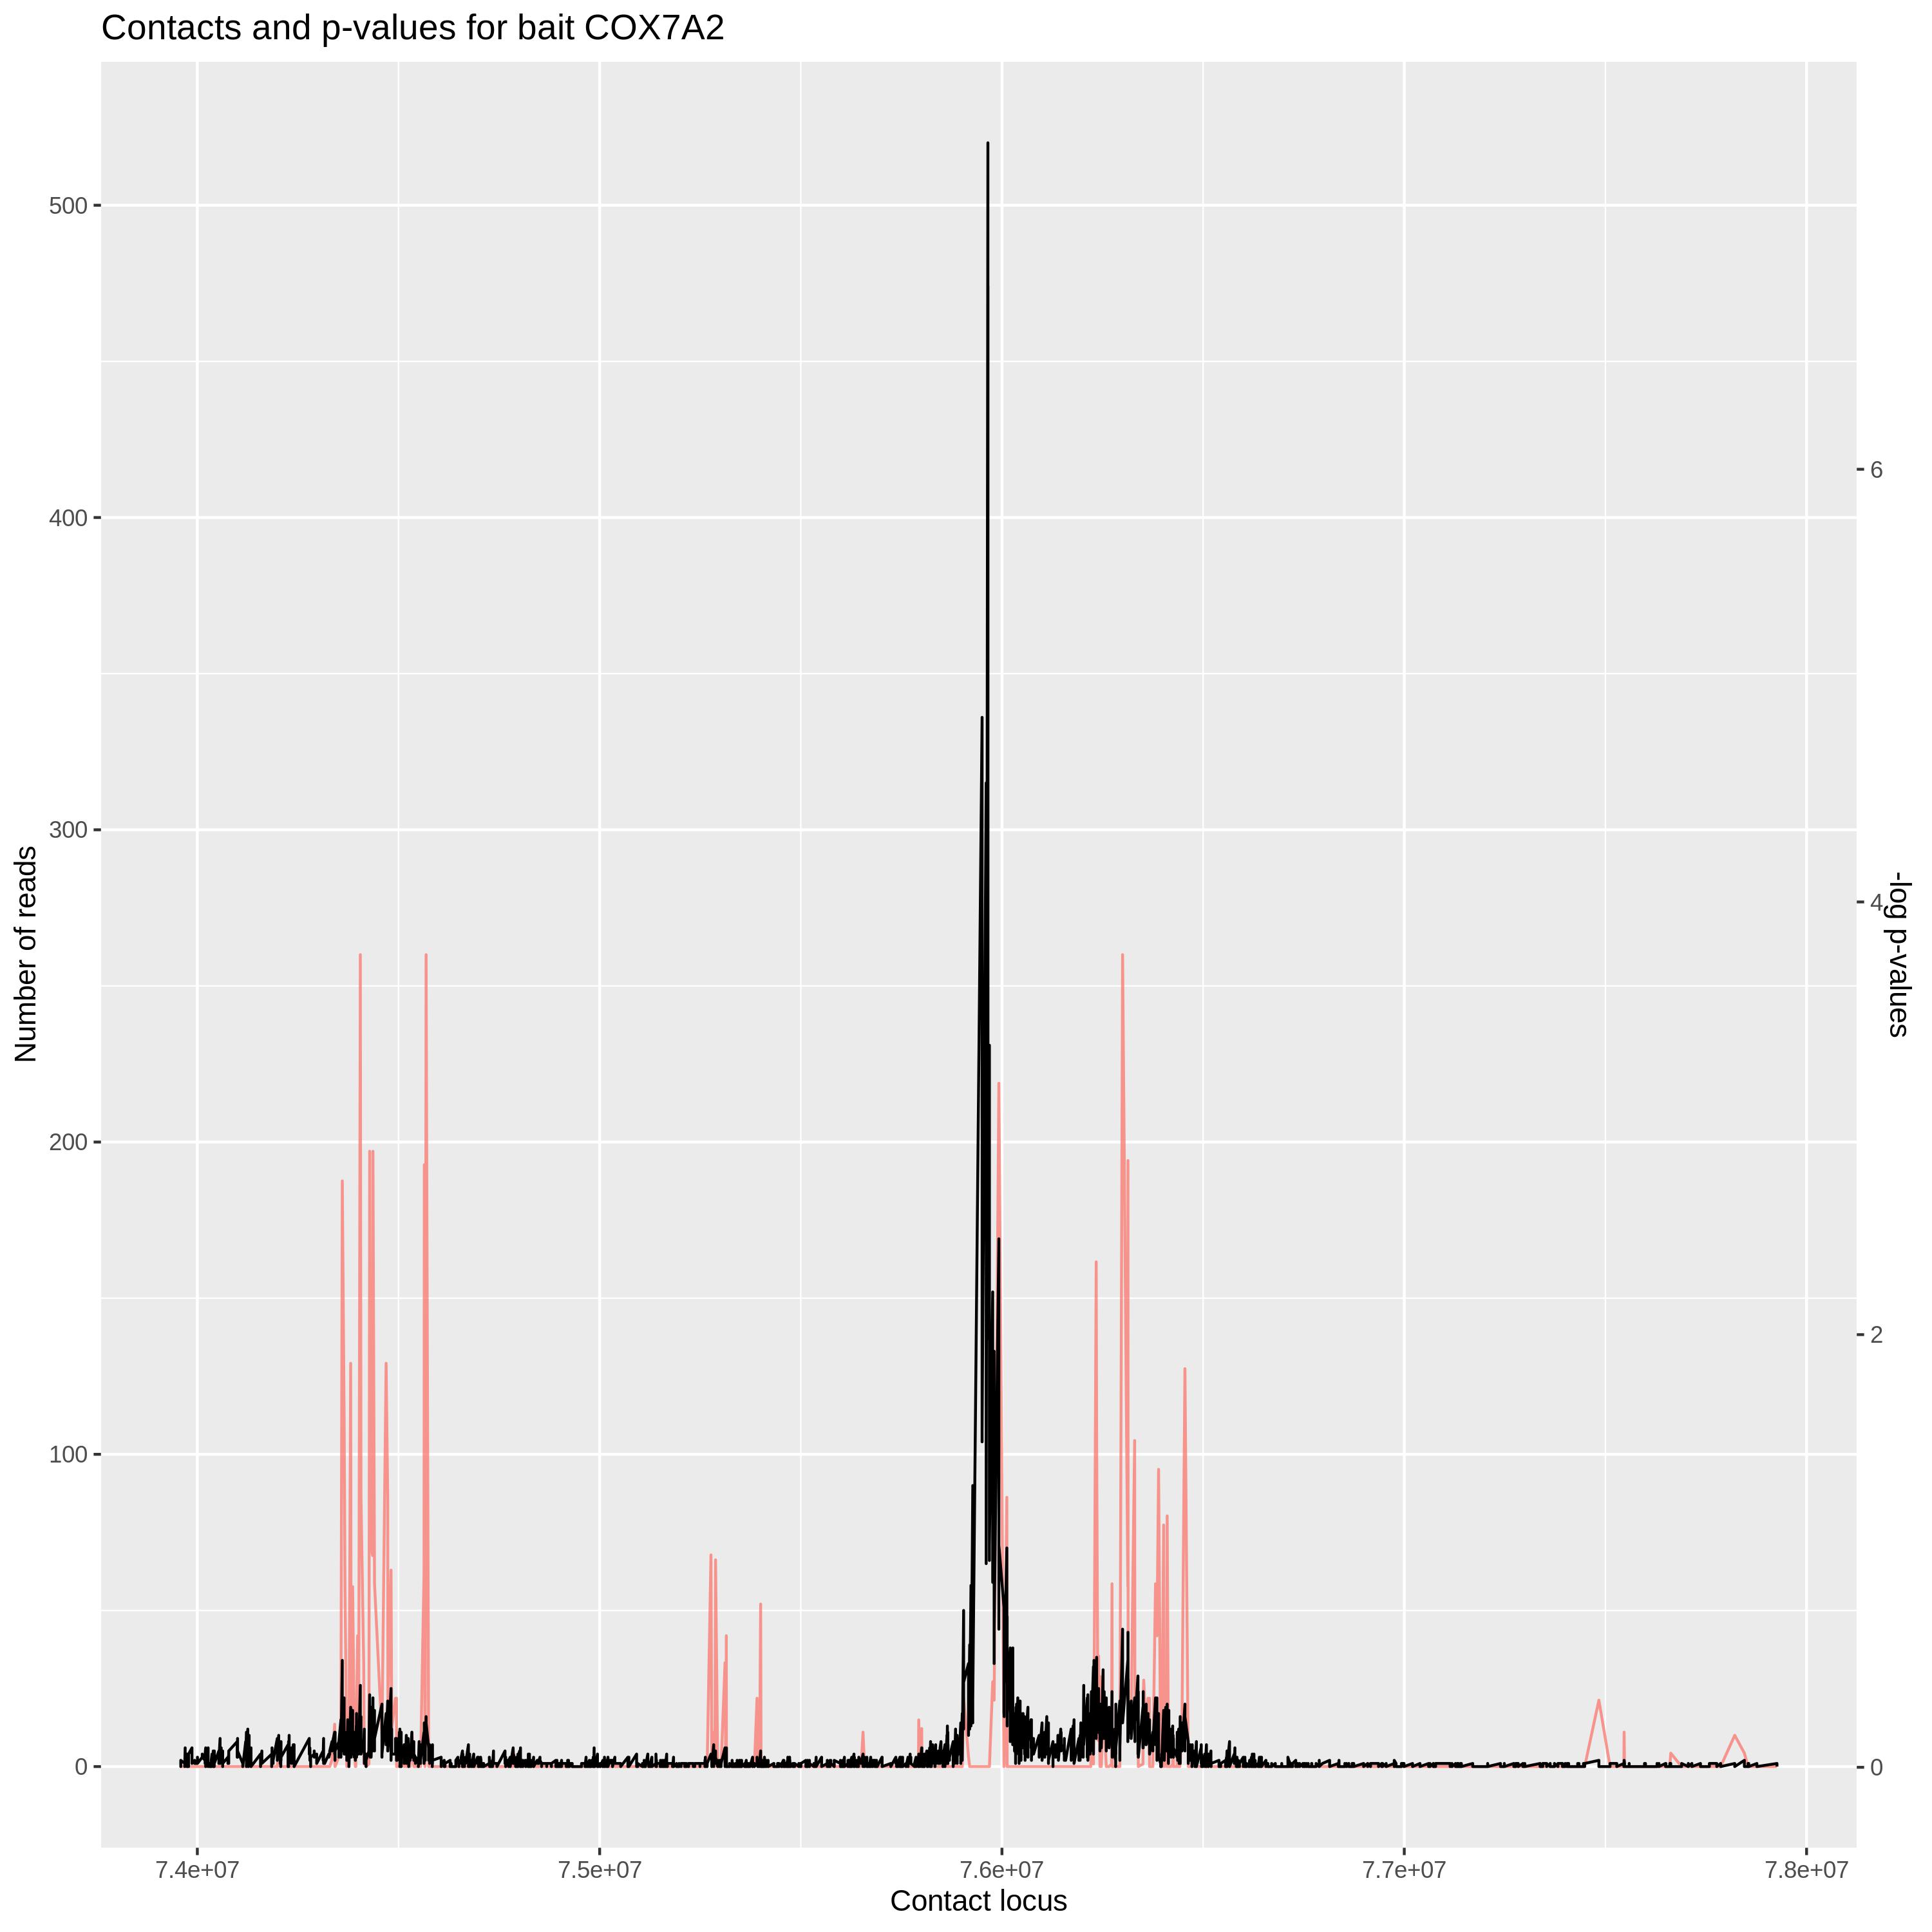 Contacts and p-values for bait COX7A2
Number of reads
500
400
300
200
100
0
6
4
2
0
-log p-values
7.4e+07
7.5e+07
7.6e+07
7.7e+07
7.8e+07
Contact locus